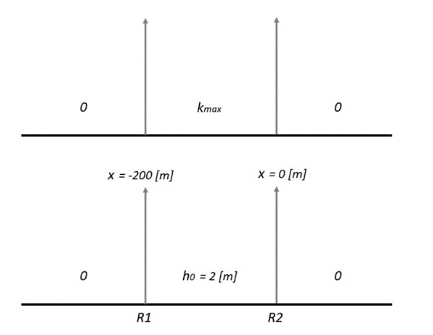 0 kmax 0
x = -200 [m] x = 0 [m]
0 h0 = 2 [m] 0
R1 R2